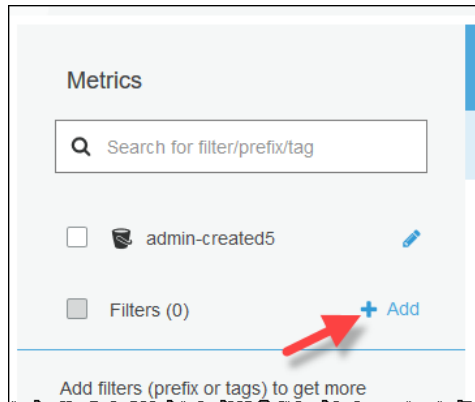 Metrics
Search for filter/prefix/tag
admin-created5
Filters (0)
Add
Add filters (prefix or tags) to get more